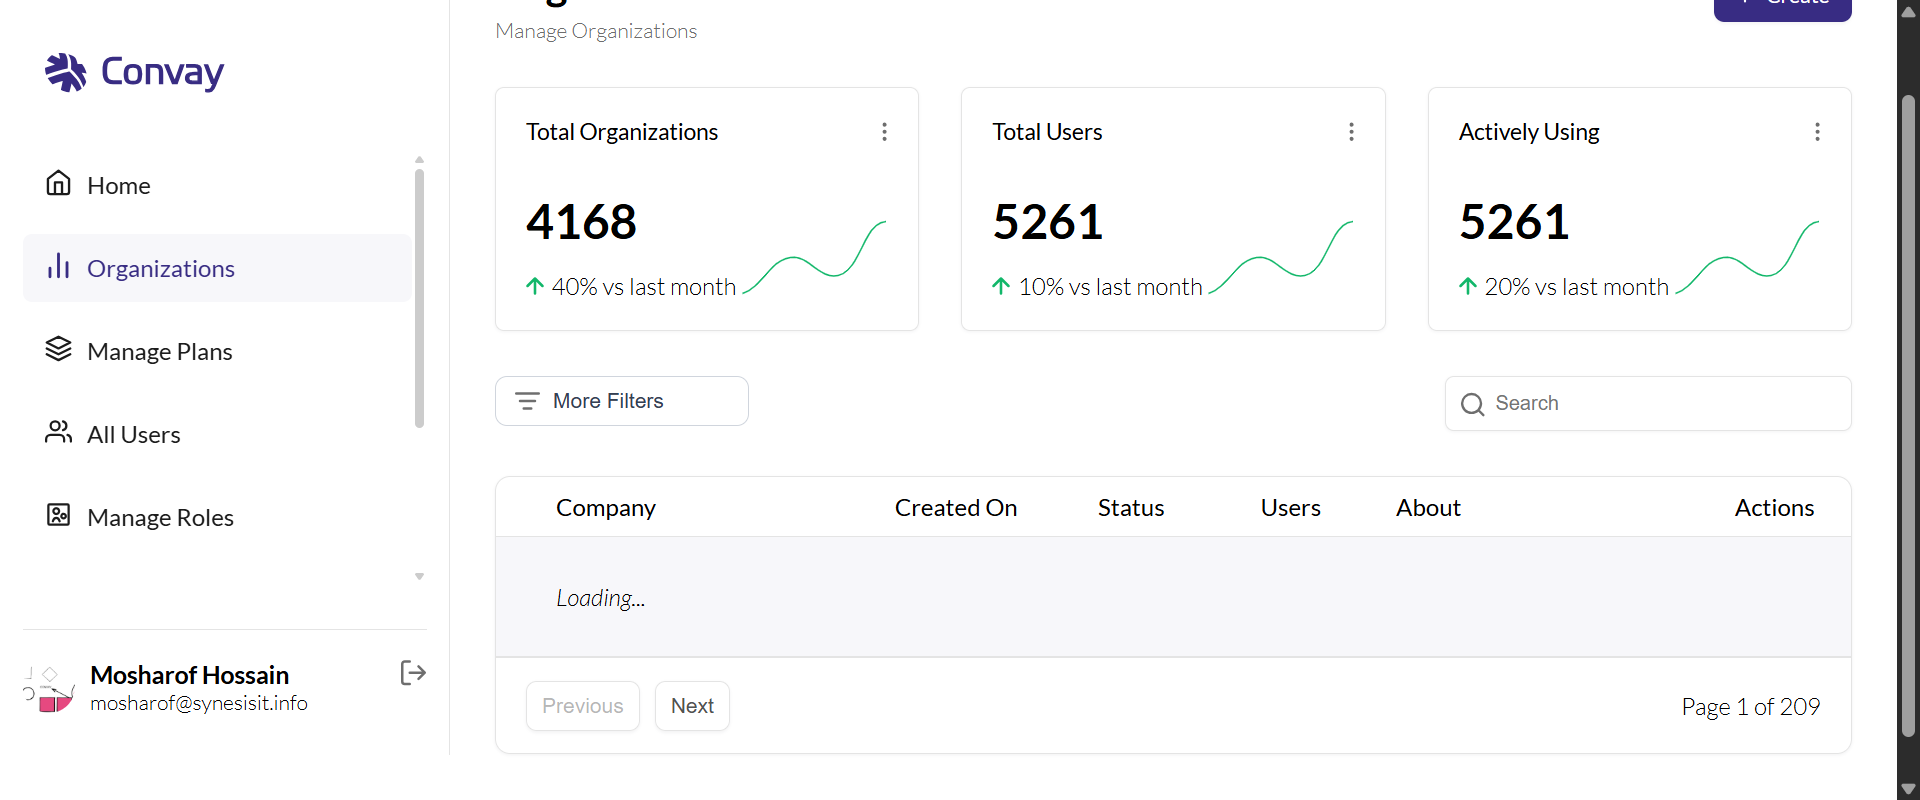 Manage Organizations
Create
Convay
Home
Organizations
Manage Plans
All Users
Manage Roles
Mosharof Hossain
mosharof@synesisit.info
Total Organizations
4168
40% vs last month
Total Users
5261
10% vs last month
Actively Using
5261
20% vs last month
More Filters
Search
Company Created On Status Users About Actions
Loading...
Previous Next Page 1 of 209